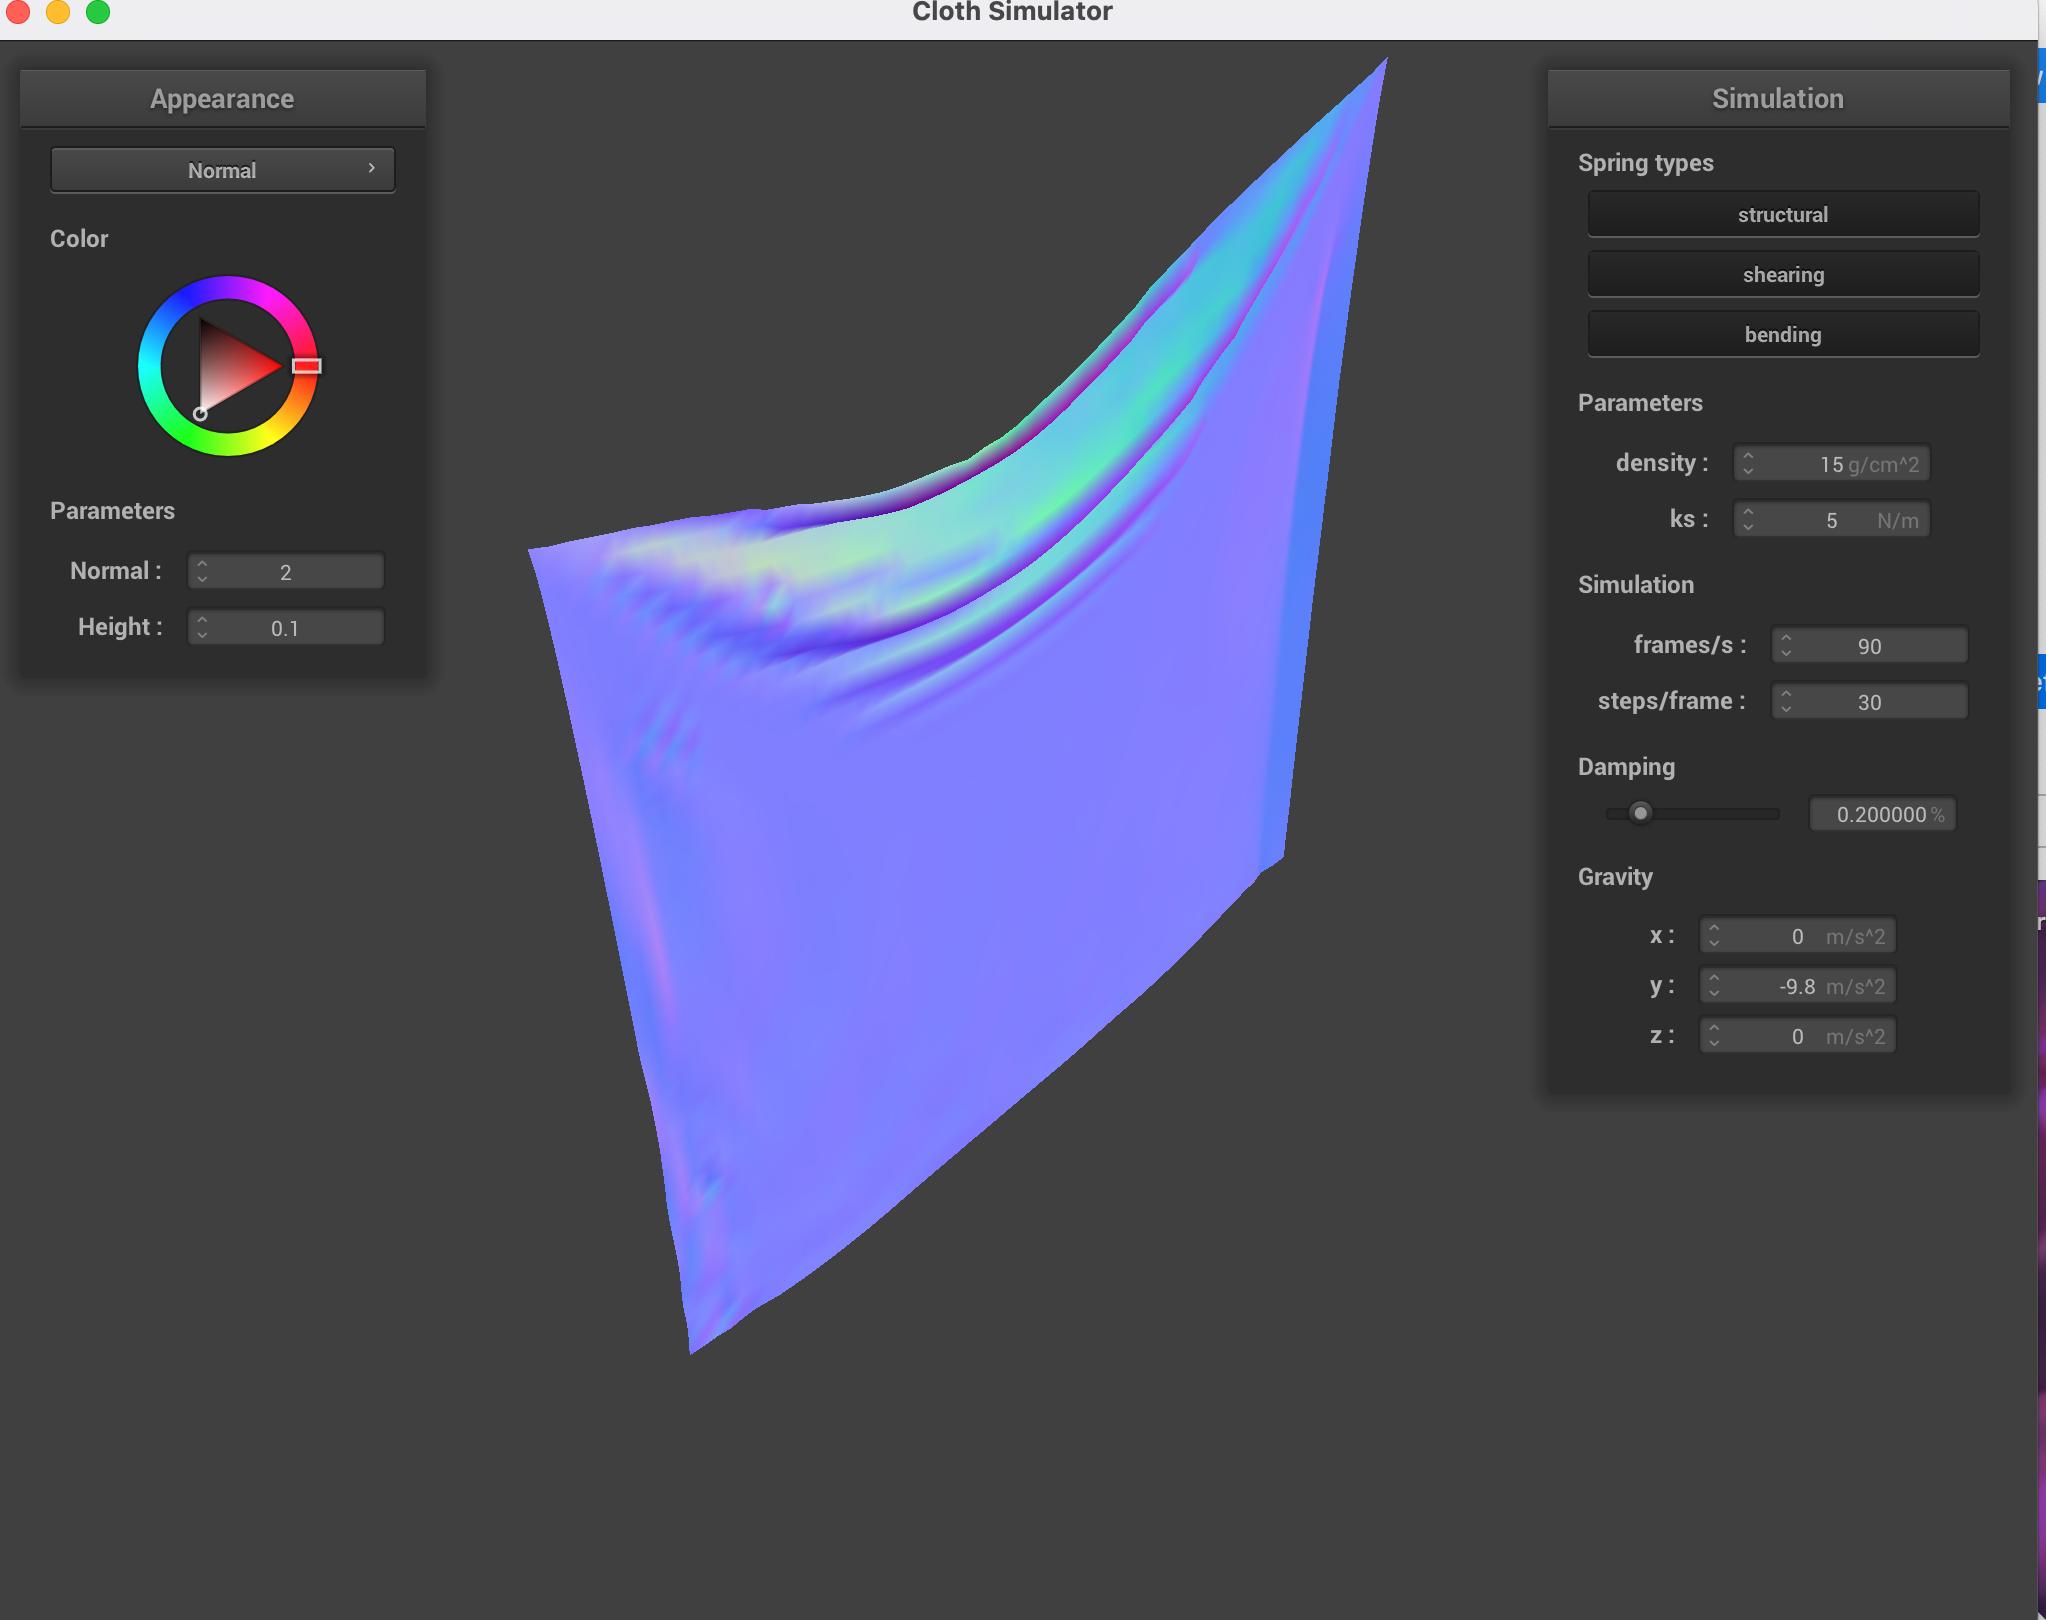 Cloth Simulator
Appearance
Normal
Color
Parameters
Normal : 2
Height : 0.1
Simulation
Spring types
structural
shearing
bending
Parameters
density : 15 g/cm^2
ks : 5 N/m
Simulation
frames/s : 90
steps/frame : 30
Damping
0.200000 %
Gravity
x : 0 m/s^2
y : -9.8 m/s^2
z : 0 m/s^2